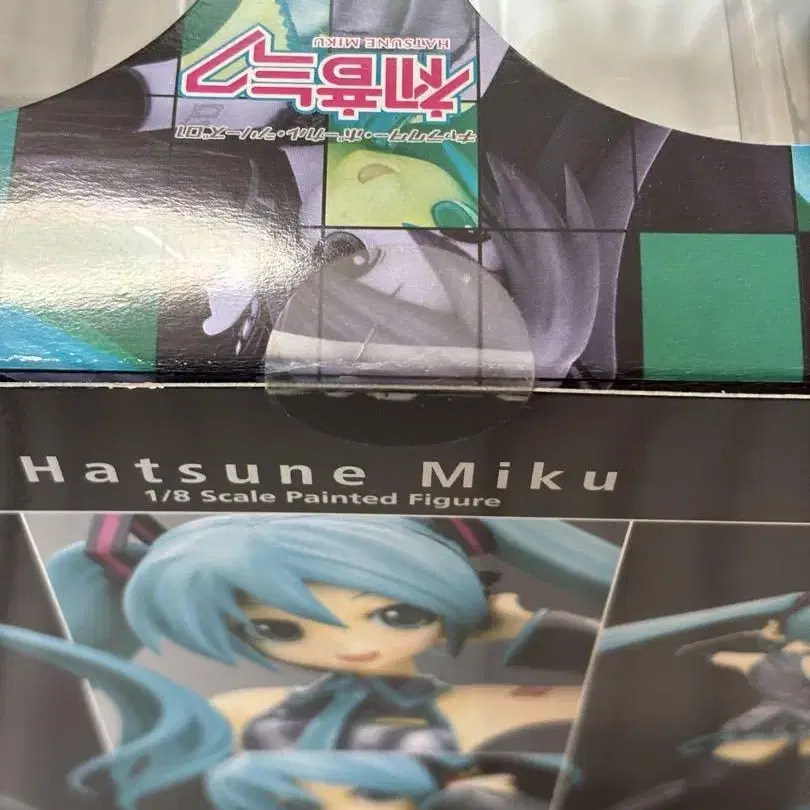 キャラクター・ボーカル・シリーズ01
初音ミク
HATSUNE MIKU
Hatsune Miku
1/8 Scale Painted Figure